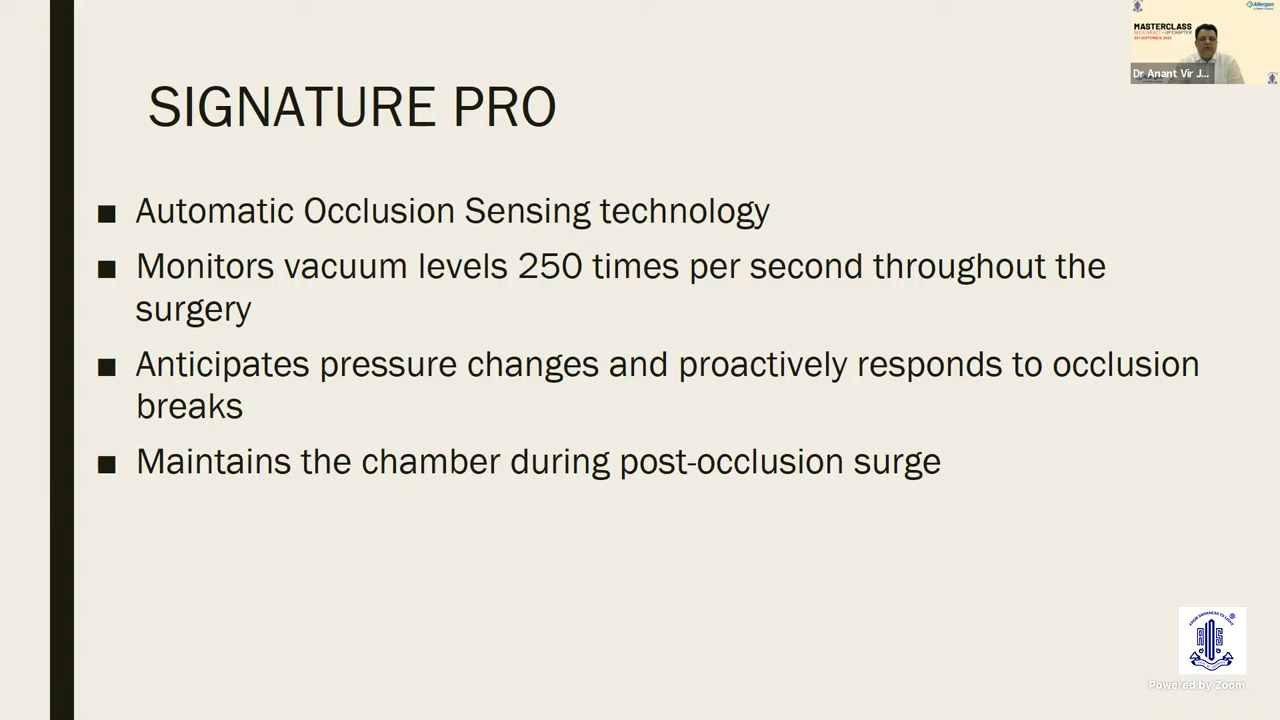 Allergan
MASTERCLASS
Dr Anant Vir J...
SIGNATURE PRO
■ Automatic Occlusion Sensing technology
■ Monitors vacuum levels 250 times per second throughout the
surgery
■ Anticipates pressure changes and proactively responds to occlusion
breaks
■ Maintains the chamber during post-occlusion surge
Powered by Zoom